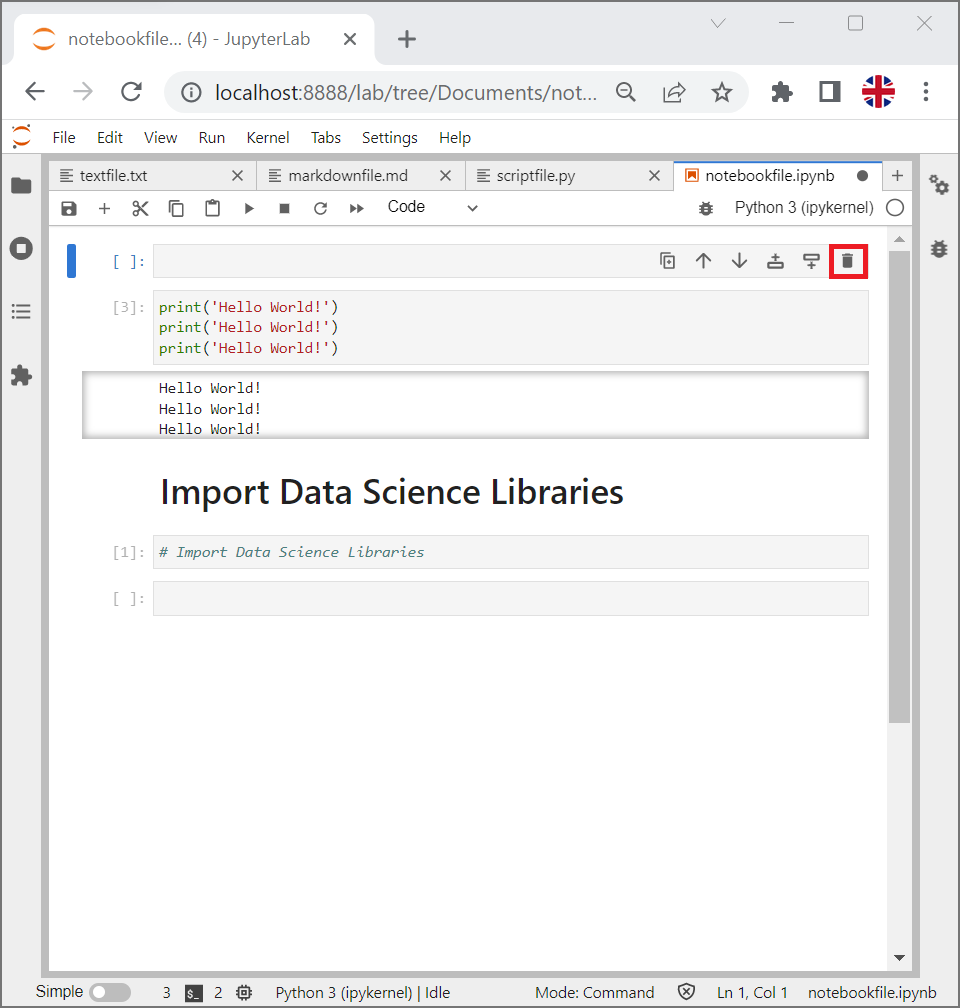 notebookfile... (4) - JupyterLab
localhost:8888/lab/tree/Documents/not...
File Edit View Run Kernel Tabs Settings Help
textfile.txt markdownfile.md scriptfile.py notebookfile.ipynb
Code Python 3 (ipykernel)
[ ]:
[3]: print('Hello World!')
print('Hello World!')
print('Hello World!')
Hello World!
Hello World!
Hello World!
Import Data Science Libraries
[1]: # Import Data Science Libraries
[ ]:
Simple 3 $_ 2 Python 3 (ipykernel) | Idle Mode: Command Ln 1, Col 1 notebookfile.ipynb